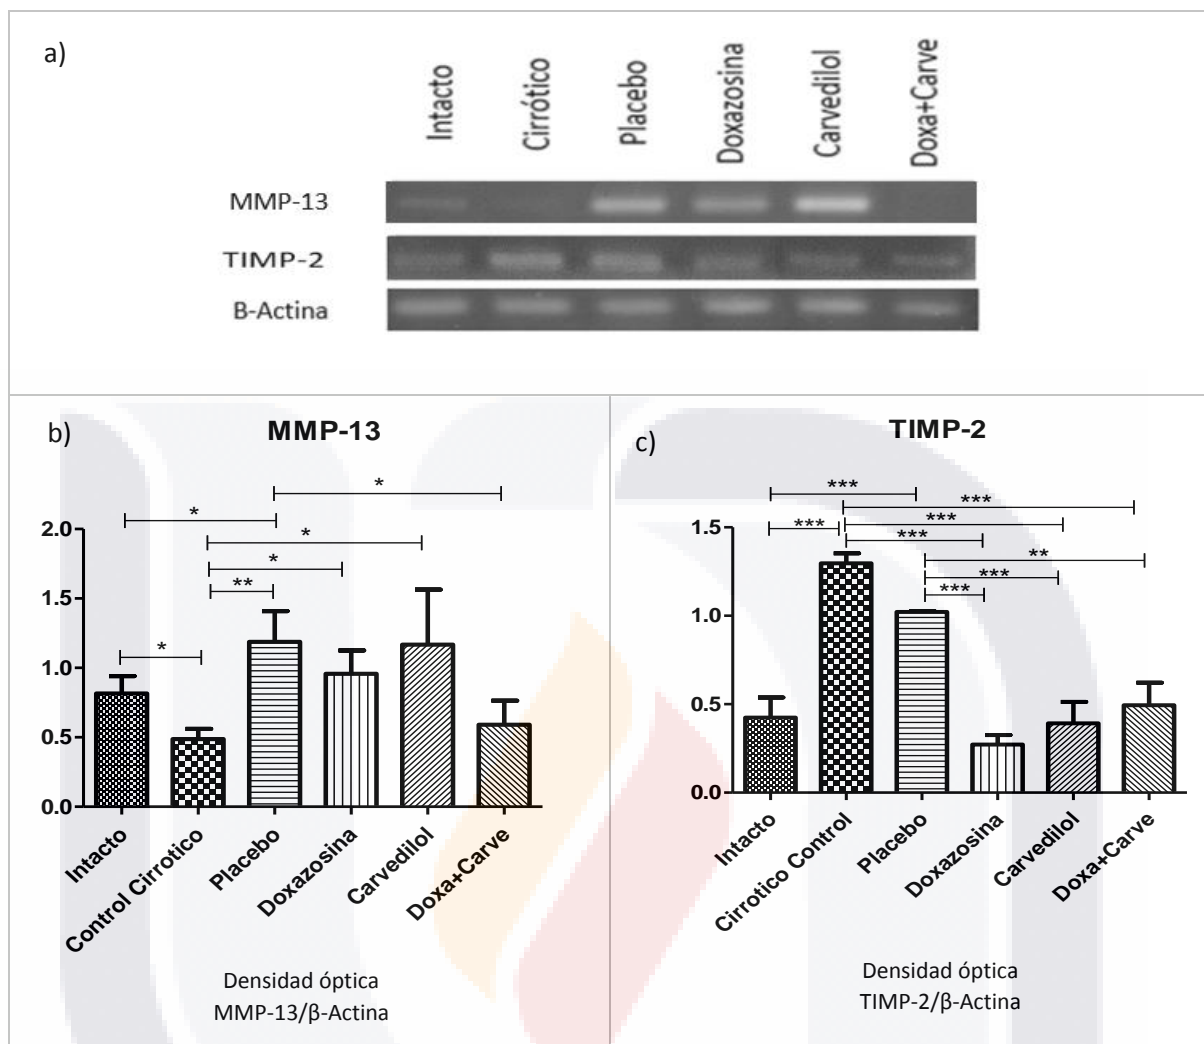 a)
Intacto
Cirrótico
Placebo
Doxazosina
Carvedilol
Doxa+Carve
MMP-13
TIMP-2
B-Actina
b)
MMP-13
*
*
*
*
**
*
2.0
1.5
1.0
0.5
0.0
Intacto
Control Cirrotico
Placebo
Doxazosina
Carvedilol
Doxa+Carve
Densidad óptica
MMP-13/β-Actina
c)
TIMP-2
***
***
***
***
***
**
***
***
1.5
1.0
0.5
0.0
Intacto
Cirrotico Control
Placebo
Doxazosina
Carvedilol
Doxa+Carve
Densidad óptica
TIMP-2/β-Actina